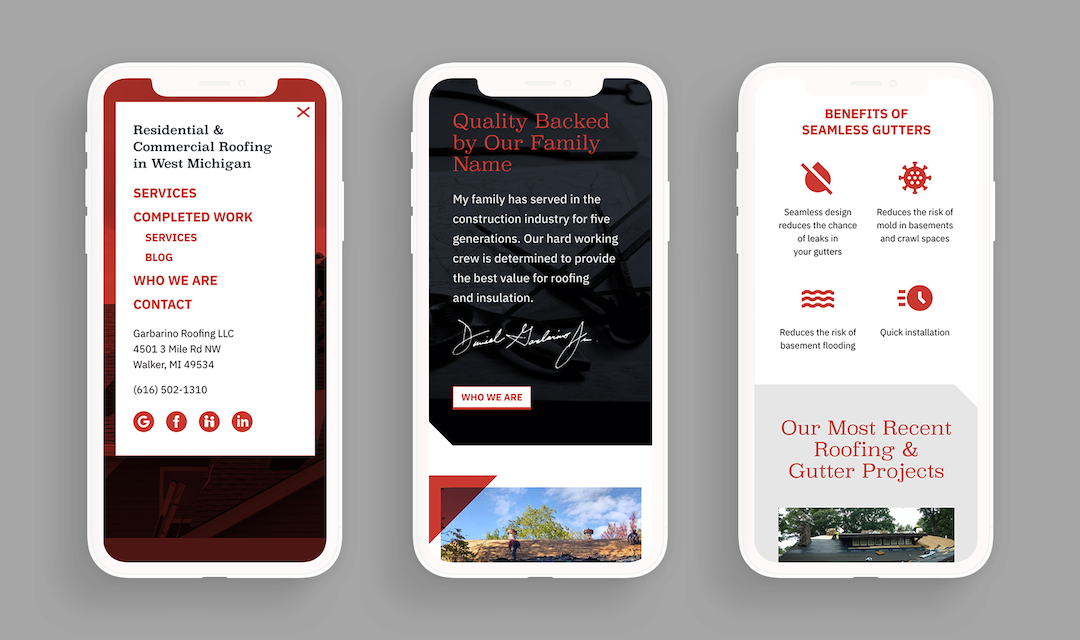 Residential &
Commercial Roofing
in West Michigan
SERVICES
COMPLETED WORK
SERVICES
BLOG
WHO WE ARE
CONTACT
Garbarino Roofing LLC
4501 3 Mile Rd NW
Walker, MI 49534
(616) 502-1310
G f in
Quality Backed
by Our Family
Name
My family has served in the
construction industry for five
generations. Our hard working
crew is determined to provide
the best value for roofing
and insulation.
Daniel Garbarino Jr.
WHO WE ARE
BENEFITS OF
SEAMLESS GUTTERS
Seamless design
reduces the chance
of leaks in
your gutters
Reduces the risk of
mold in basements
and crawl spaces
Reduces the risk of
basement flooding
Quick installation
Our Most Recent
Roofing &
Gutter Projects